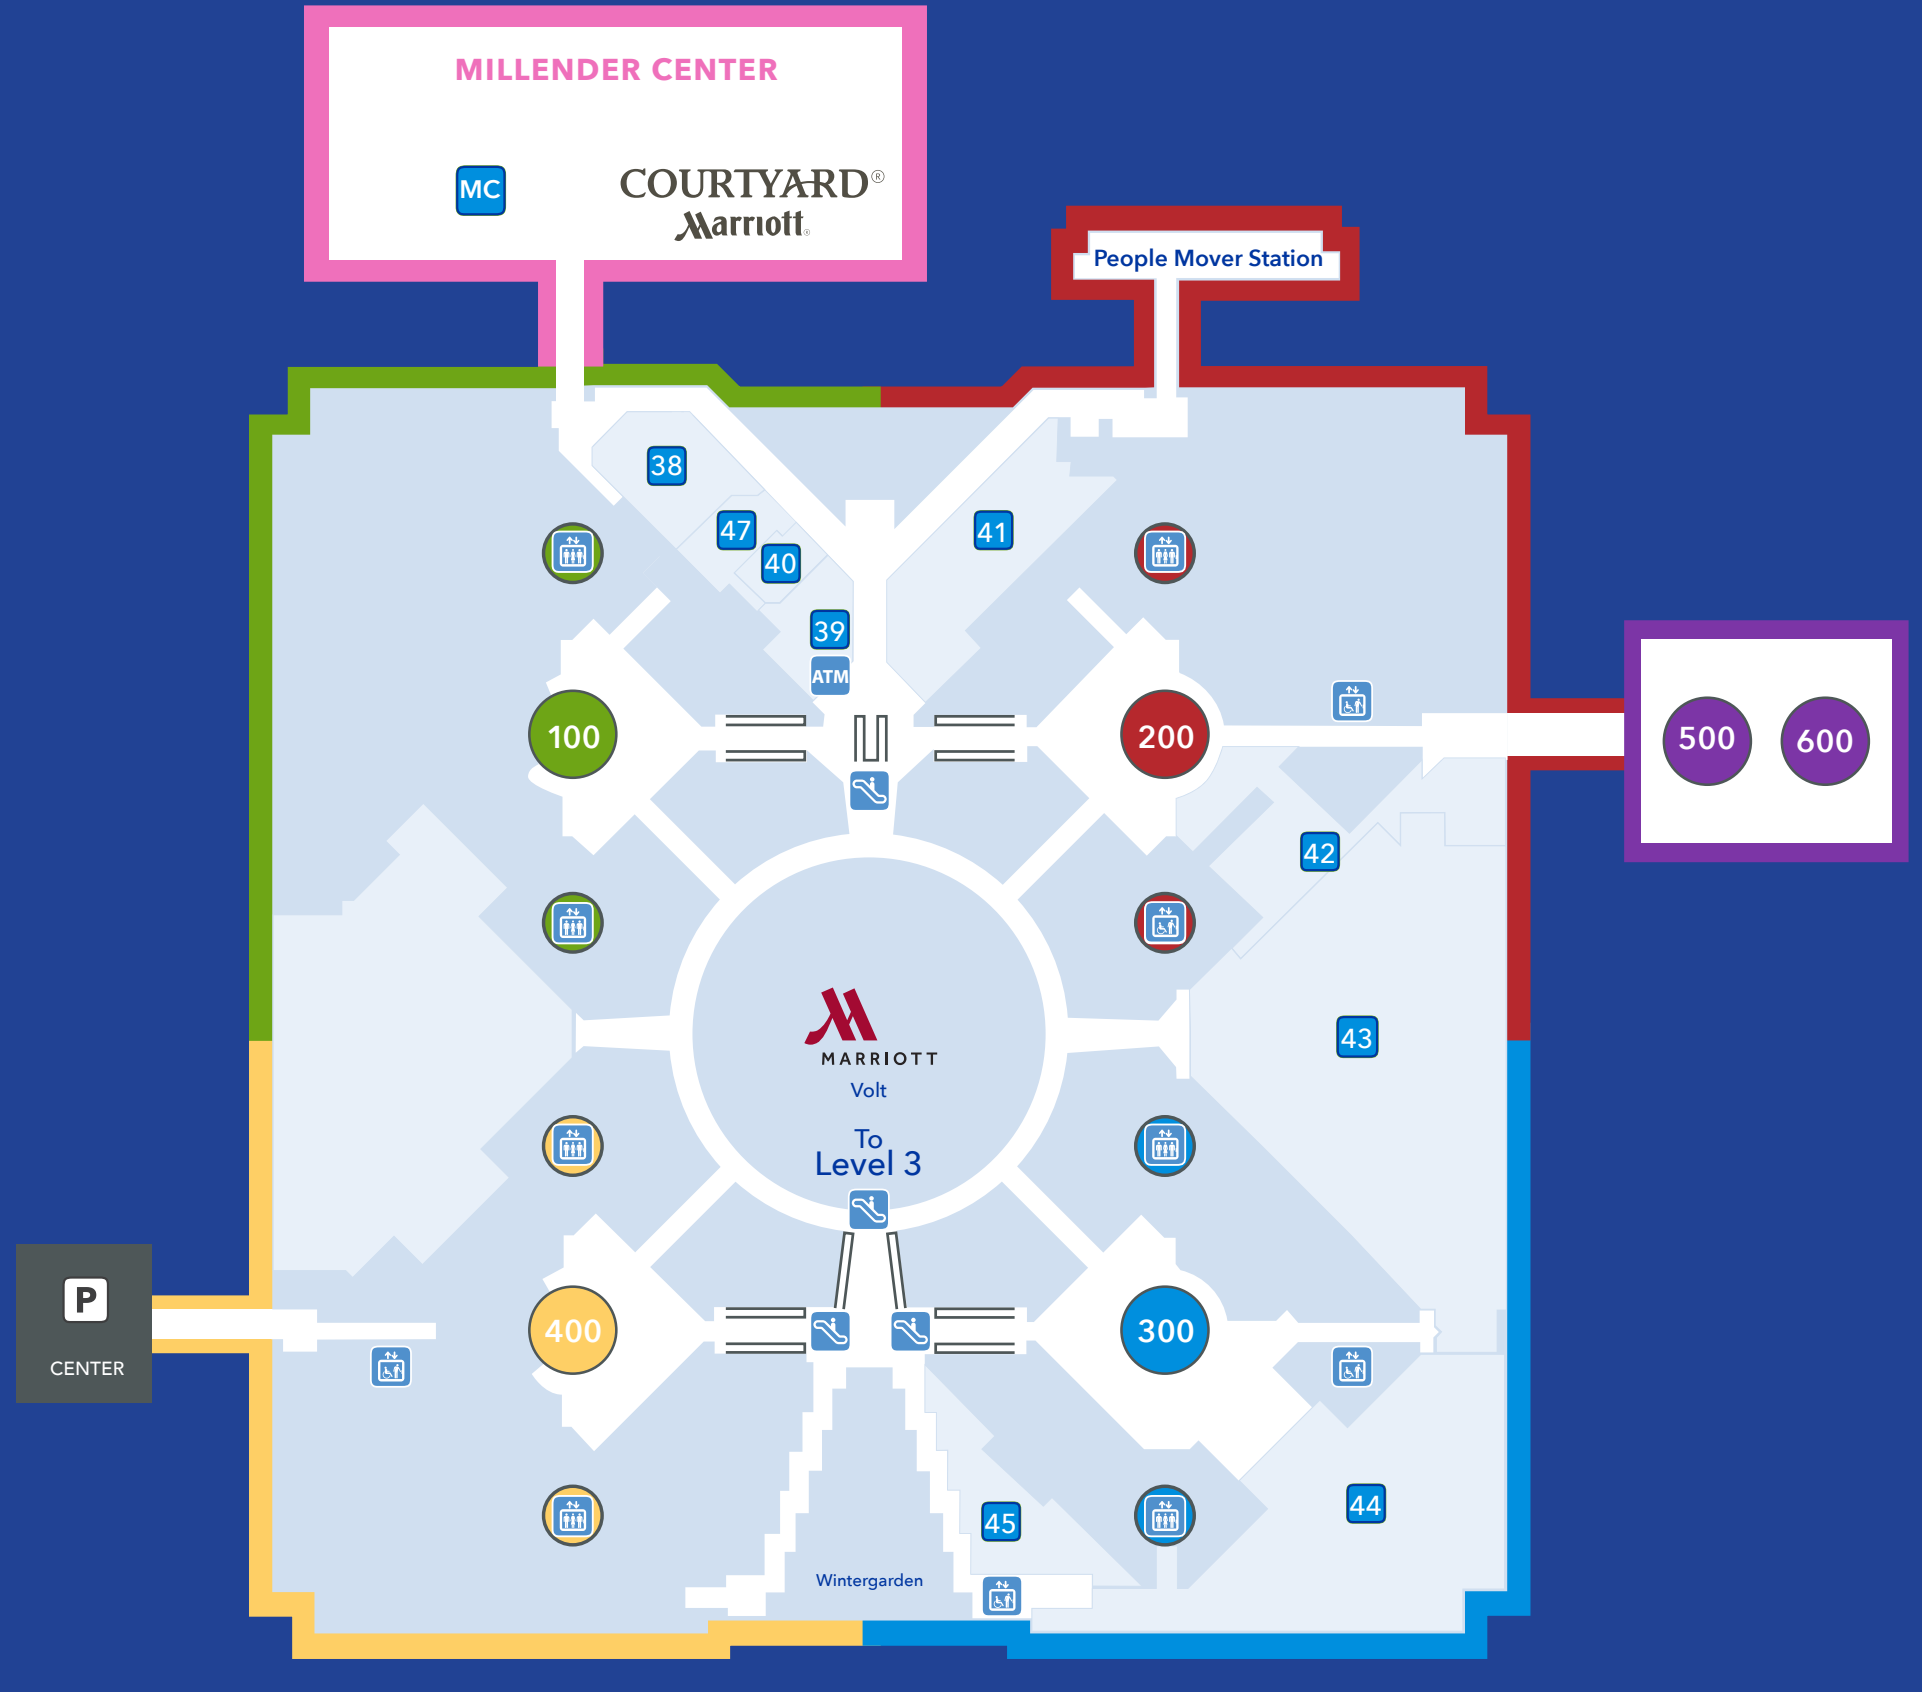 MILLENDER CENTER
MC
COURTYARD®
Marriott®
People Mover Station
38
47
41
40
39
ATM
100
200
500
600
42
MARRIOTT
43
Volt
To
Level 3
P
CENTER
400
300
44
45
Wintergarden